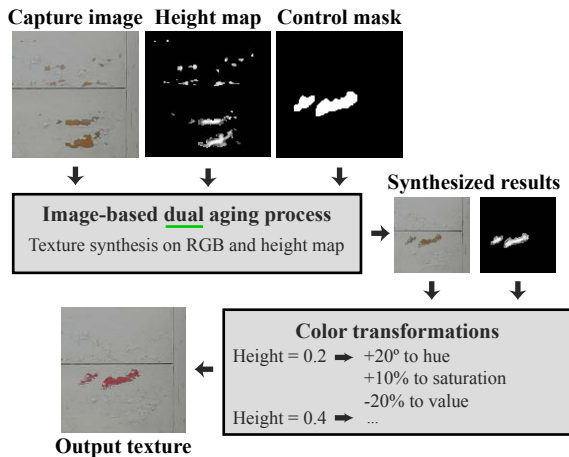 Capture image Height map Control mask
Image-based dual aging process
Texture synthesis on RGB and height map
Synthesized results
Color transformations
Height = 0.2 +20º to hue
+10% to saturation
-20% to value
Height = 0.4 ...
Output texture